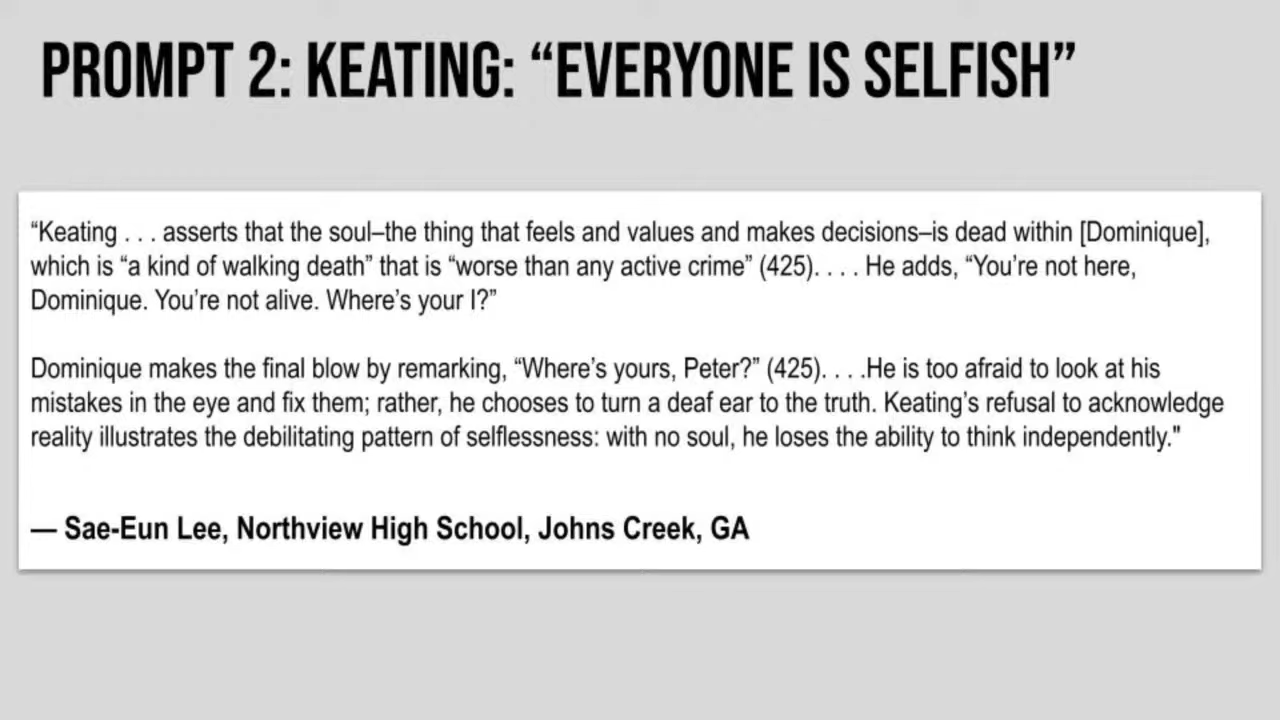 PROMPT 2: KEATING: “EVERYONE IS SELFISH”
“Keating . . . asserts that the soul–the thing that feels and values and makes decisions–is dead within [Dominique],
which is “a kind of walking death” that is “worse than any active crime” (425). . . . He adds, “You’re not here,
Dominique. You’re not alive. Where’s your I?”
Dominique makes the final blow by remarking, “Where’s yours, Peter?” (425). . . .He is too afraid to look at his
mistakes in the eye and fix them; rather, he chooses to turn a deaf ear to the truth. Keating’s refusal to acknowledge
reality illustrates the debilitating pattern of selflessness: with no soul, he loses the ability to think independently."
— Sae-Eun Lee, Northview High School, Johns Creek, GA